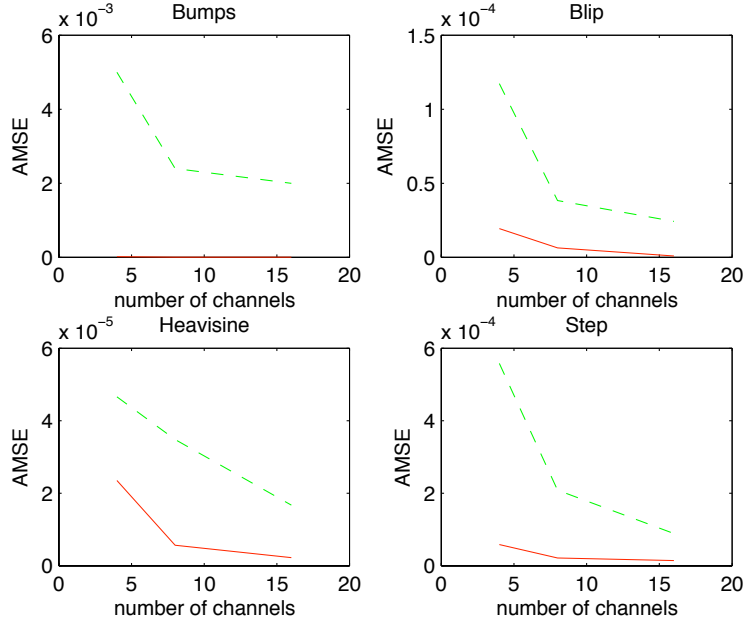 x 10⁻³
Bumps
6
4
2
0
AMSE
0 5 10 15 20
number of channels
x 10⁻⁴
Blip
1.5
1
0.5
0
AMSE
0 5 10 15 20
number of channels
x 10⁻⁵
Heavisine
6
4
2
0
AMSE
0 5 10 15 20
number of channels
x 10⁻⁴
Step
6
4
2
0
AMSE
0 5 10 15 20
number of channels